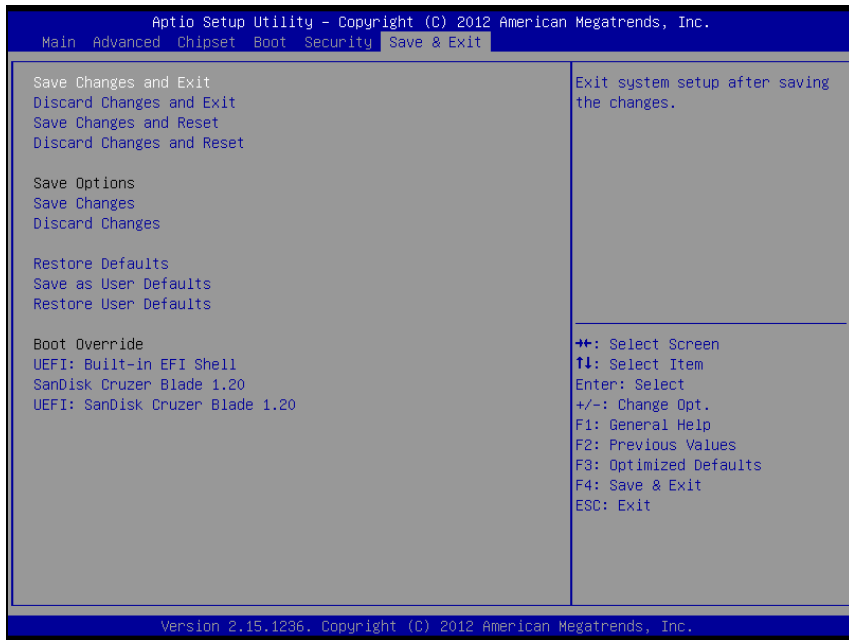 Aptio Setup Utility – Copyright (C) 2012 American Megatrends, Inc.
Main Advanced Chipset Boot Security Save & Exit
Save Changes and Exit
Discard Changes and Exit
Save Changes and Reset
Discard Changes and Reset
Save Options
Save Changes
Discard Changes
Restore Defaults
Save as User Defaults
Restore User Defaults
Boot Override
UEFI: Built-in EFI Shell
SanDisk Cruzer Blade 1.20
UEFI: SanDisk Cruzer Blade 1.20
Exit system setup after saving
the changes.
→←: Select Screen
↑↓: Select Item
Enter: Select
+/-: Change Opt.
F1: General Help
F2: Previous Values
F3: Optimized Defaults
F4: Save & Exit
ESC: Exit
Version 2.15.1236. Copyright (C) 2012 American Megatrends, Inc.